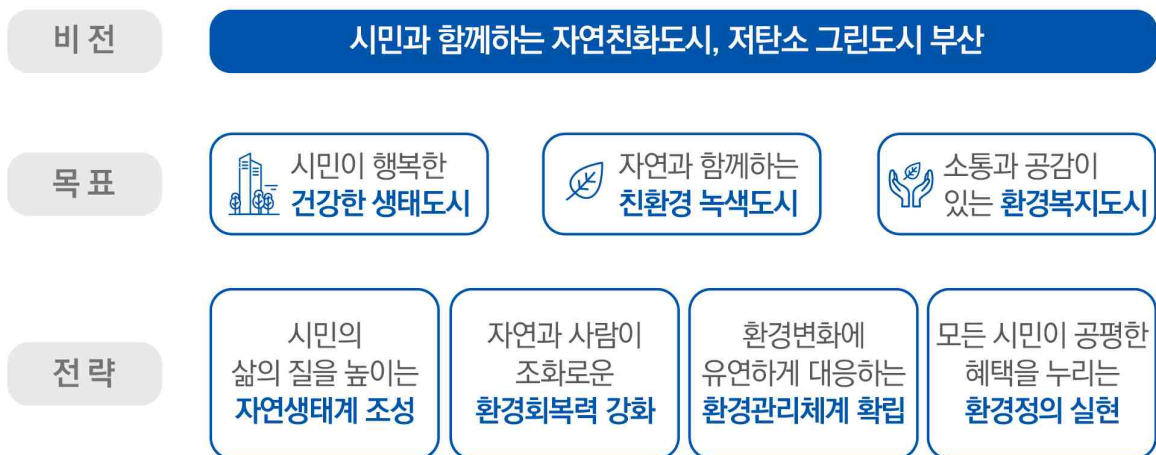 비 전
시민과 함께하는 자연친화도시, 저탄소 그린도시 부산
목 표
시민이 행복한
건강한 생태도시
자연과 함께하는
친환경 녹색도시
소통과 공감이
있는 환경복지도시
전 략
시민의
삶의 질을 높이는
자연생태계 조성
자연과 사람이
조화로운
환경회복력 강화
환경변화에
유연하게 대응하는
환경관리체계 확립
모든 시민이 공평한
혜택을 누리는
환경정의 실현